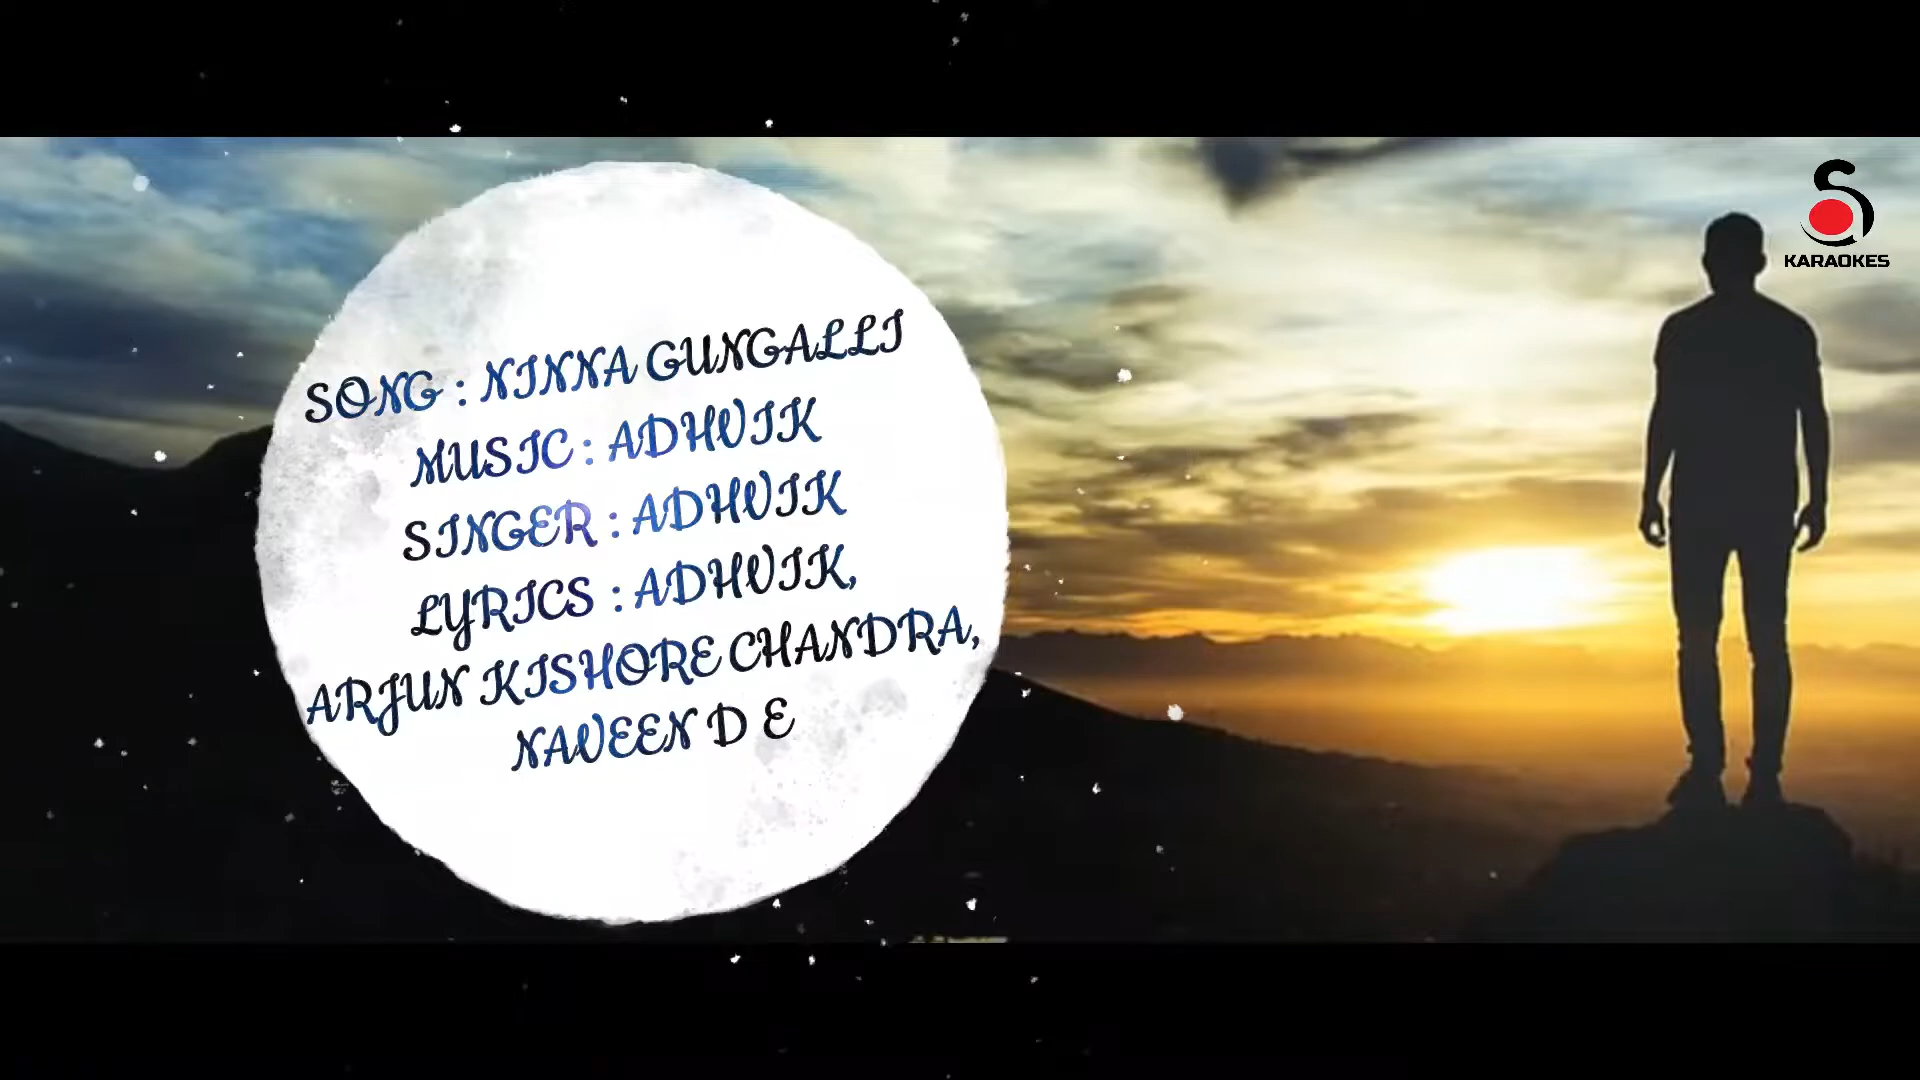 SONG : NINNA GUNGALLI
MUSIC : ADHVIK
SINGER : ADHVIK
LYRICS : ADHVIK,
ARJUN KISHORE CHANDRA,
NAVEEN D E
KARAOKES